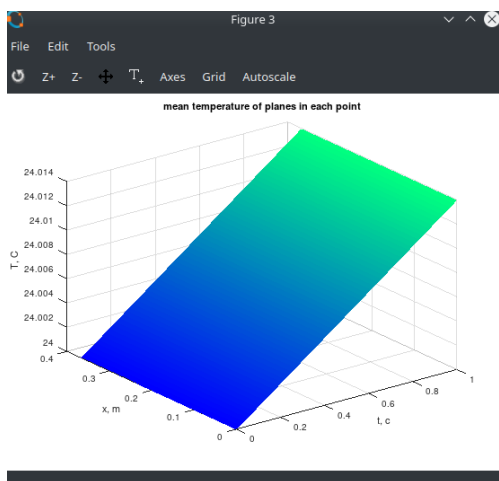 Figure 3
File Edit Tools
Z+ Z- T+ Axes Grid Autoscale
mean temperature of planes in each point
24.014
24.012
24.01
24.008
24.006
24.004
24.002
24
T, C
0.4
0.3
0.2
0.1
0
x, m
0
0.2
0.4
0.6
0.8
1
t, c